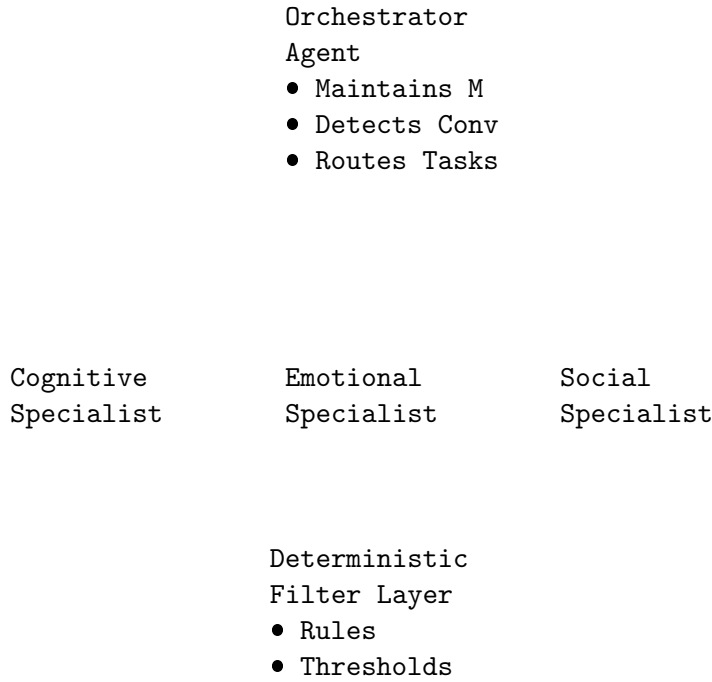 Orchestrator
Agent
• Maintains M
• Detects Conv
• Routes Tasks
Cognitive
Specialist
Emotional
Specialist
Social
Specialist
Deterministic
Filter Layer
• Rules
• Thresholds